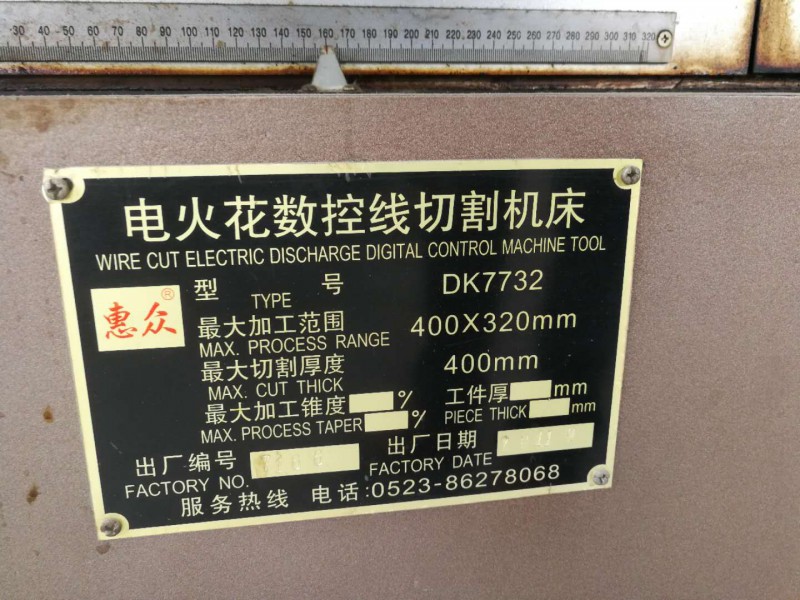 30 40 50 60 70 80 90 100 110 120 130 140 150 160 170 180 190 200 210 220 230 240 250 260 270 280 290 300 310 320
电火花数控线切割机床
WIRE CUT ELECTRIC DISCHARGE DIGITAL CONTROL MACHINE TOOL
惠众®
型 号 DK7732
TYPE
最大加工范围 400X320mm
MAX. PROCESS RANGE
最大切割厚度 400mm
MAX. CUT THICK
最大加工锥度 % 工件厚 mm
MAX. PROCESS TAPER % PIECE THICK mm
出厂编号 出厂日期
FACTORY NO. FACTORY DATE
服务热线 电话:0523-86278068